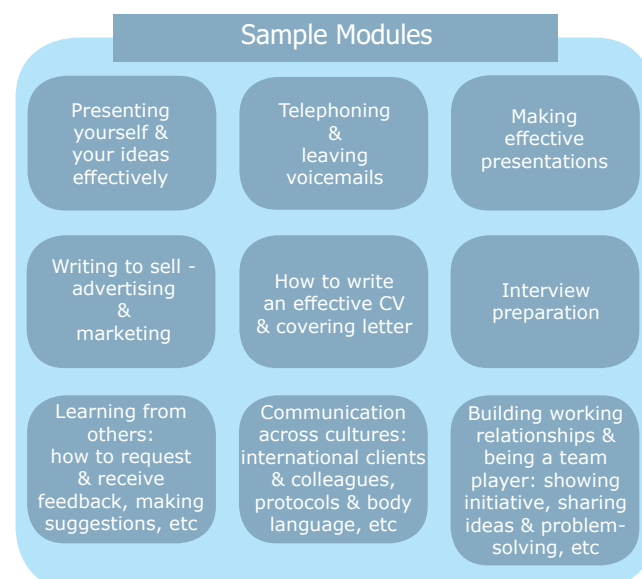 Sample Modules
Presenting
yourself &
your ideas
effectively
Telephoning
&
leaving
voicemails
Making
effective
presentations
Writing to sell -
advertising
&
marketing
How to write
an effective CV
& covering letter
Interview
preparation
Learning from
others:
how to request
& receive
feedback, making
suggestions, etc
Communication
across cultures:
international clients
& colleagues,
protocols & body
language, etc
Building working
relationships &
being a team
player: showing
initiative, sharing
ideas & problem-
solving, etc